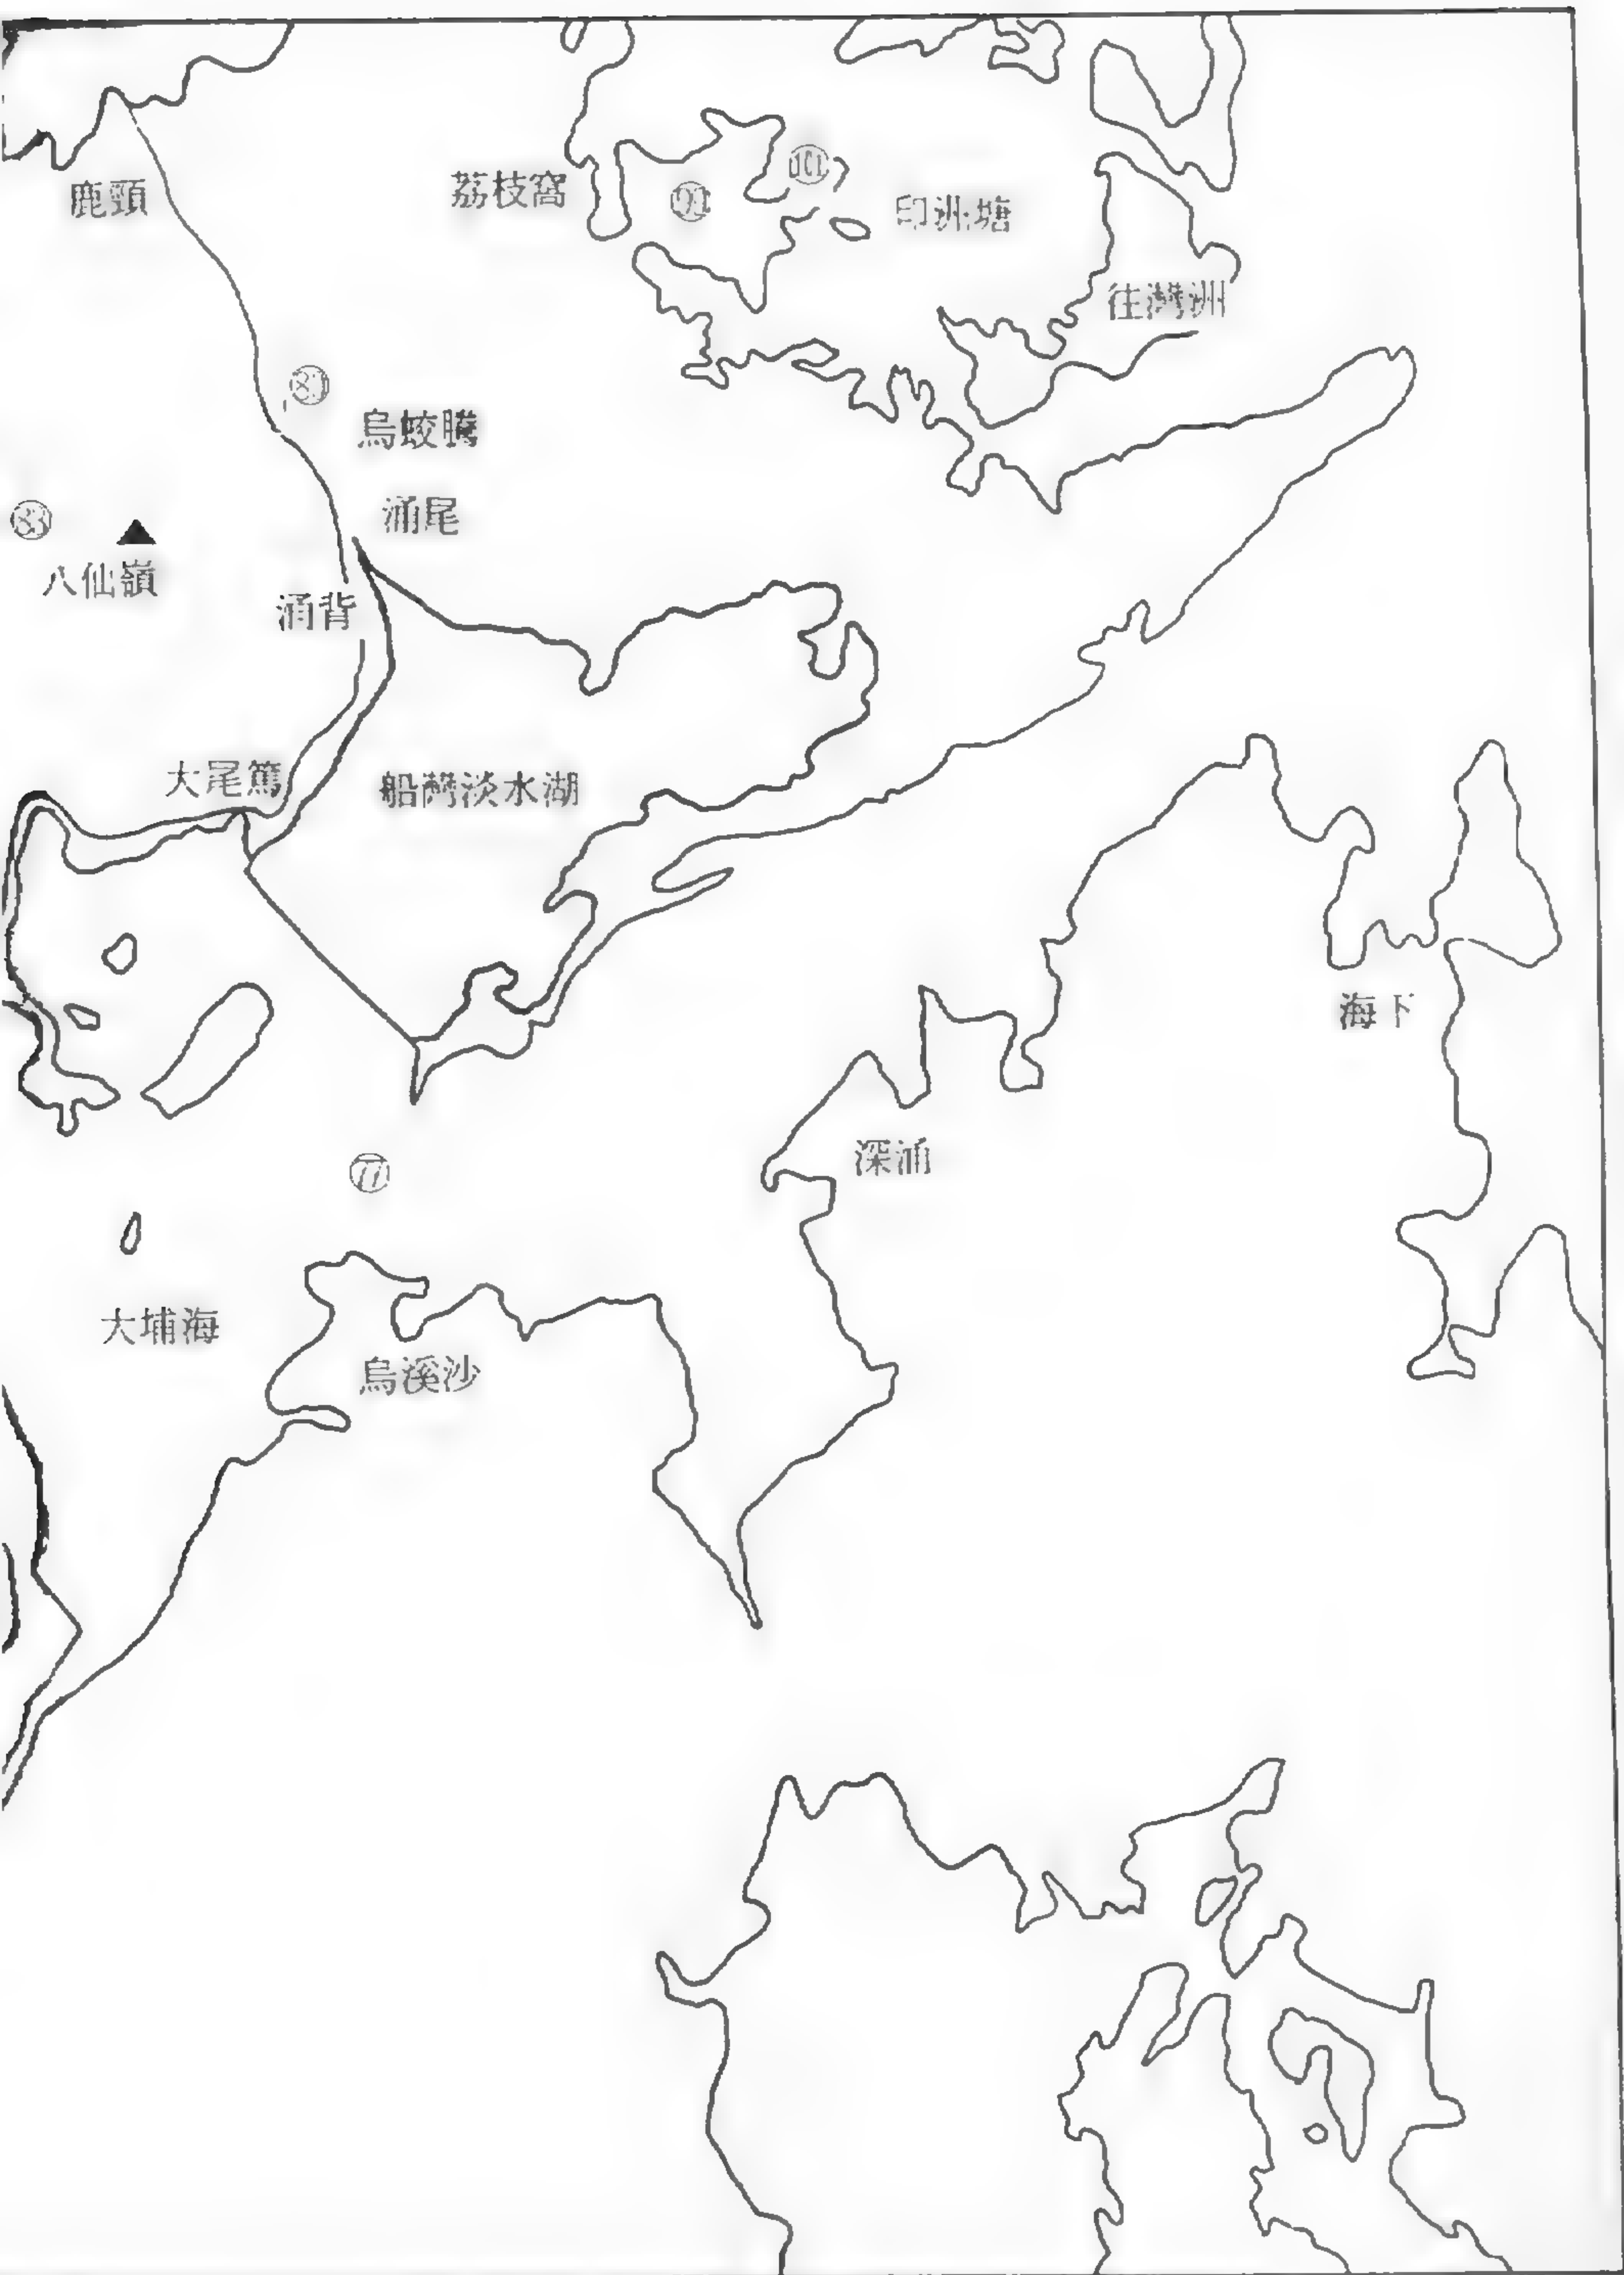 鹿頸
荔枝窩
印洲塘
往灣洲
烏蛟騰
涌尾
83
八仙嶺
涌背
大尾篤
船灣淡水湖
海下
深涌
77
大埔海
烏溪沙